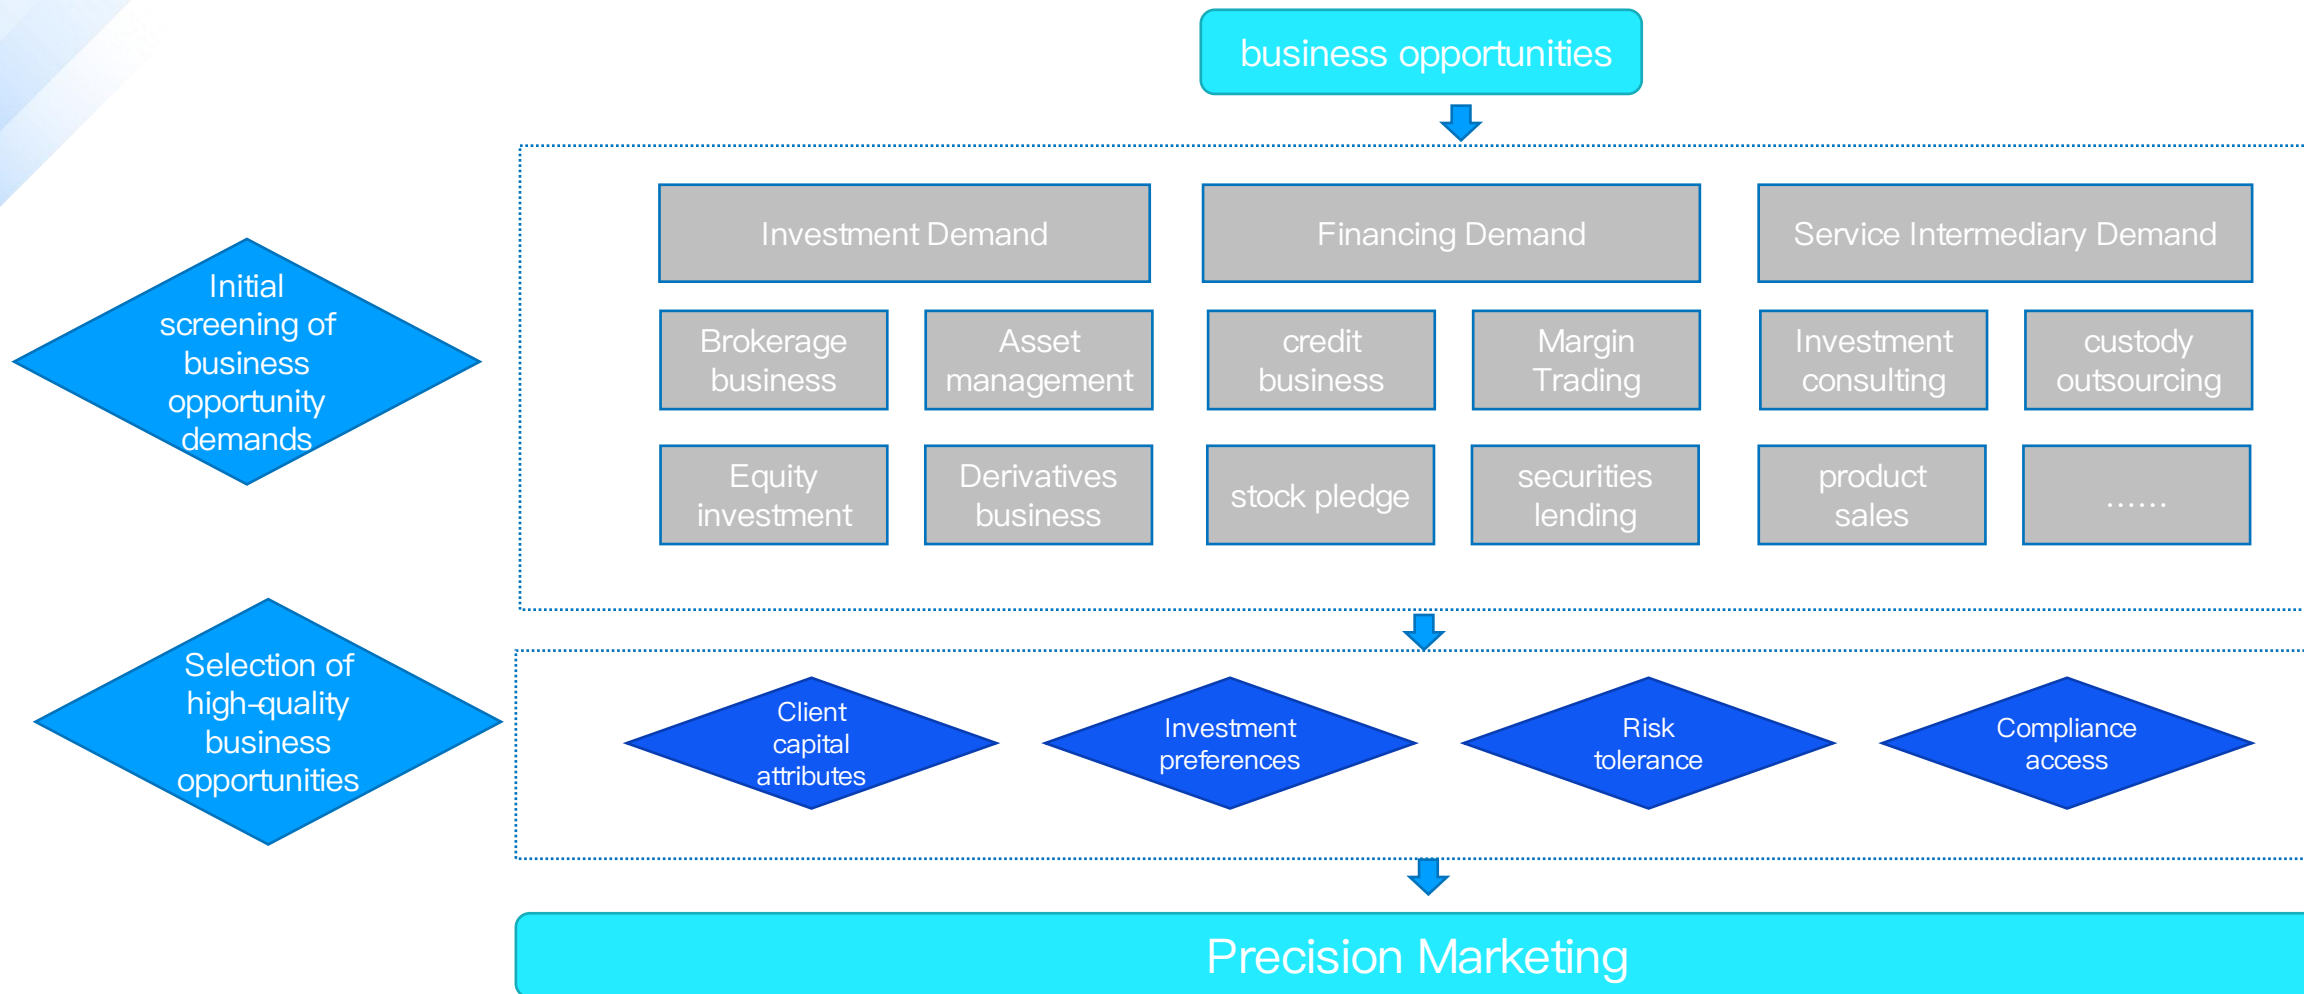 business opportunities
Investment Demand
Financing Demand
Service Intermediary Demand
Initial
screening of
business
opportunity
demands
Brokerage
business
Asset
management
credit
business
Margin
Trading
Investment
consulting
custody
outsourcing
Equity
investment
Derivatives
business
stock pledge
securities
lending
product
sales
......
Selection of
high-quality
business
opportunities
Client
capital
attributes
Investment
preferences
Risk
tolerance
Compliance
access
Precision Marketing